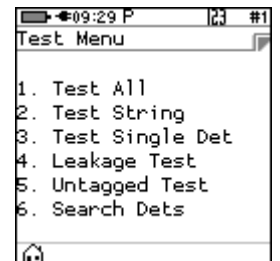 09:29 P 123 #1
Test Menu
1. Test All
2. Test String
3. Test Single Det
4. Leakage Test
5. Untagged Test
6. Search Dets